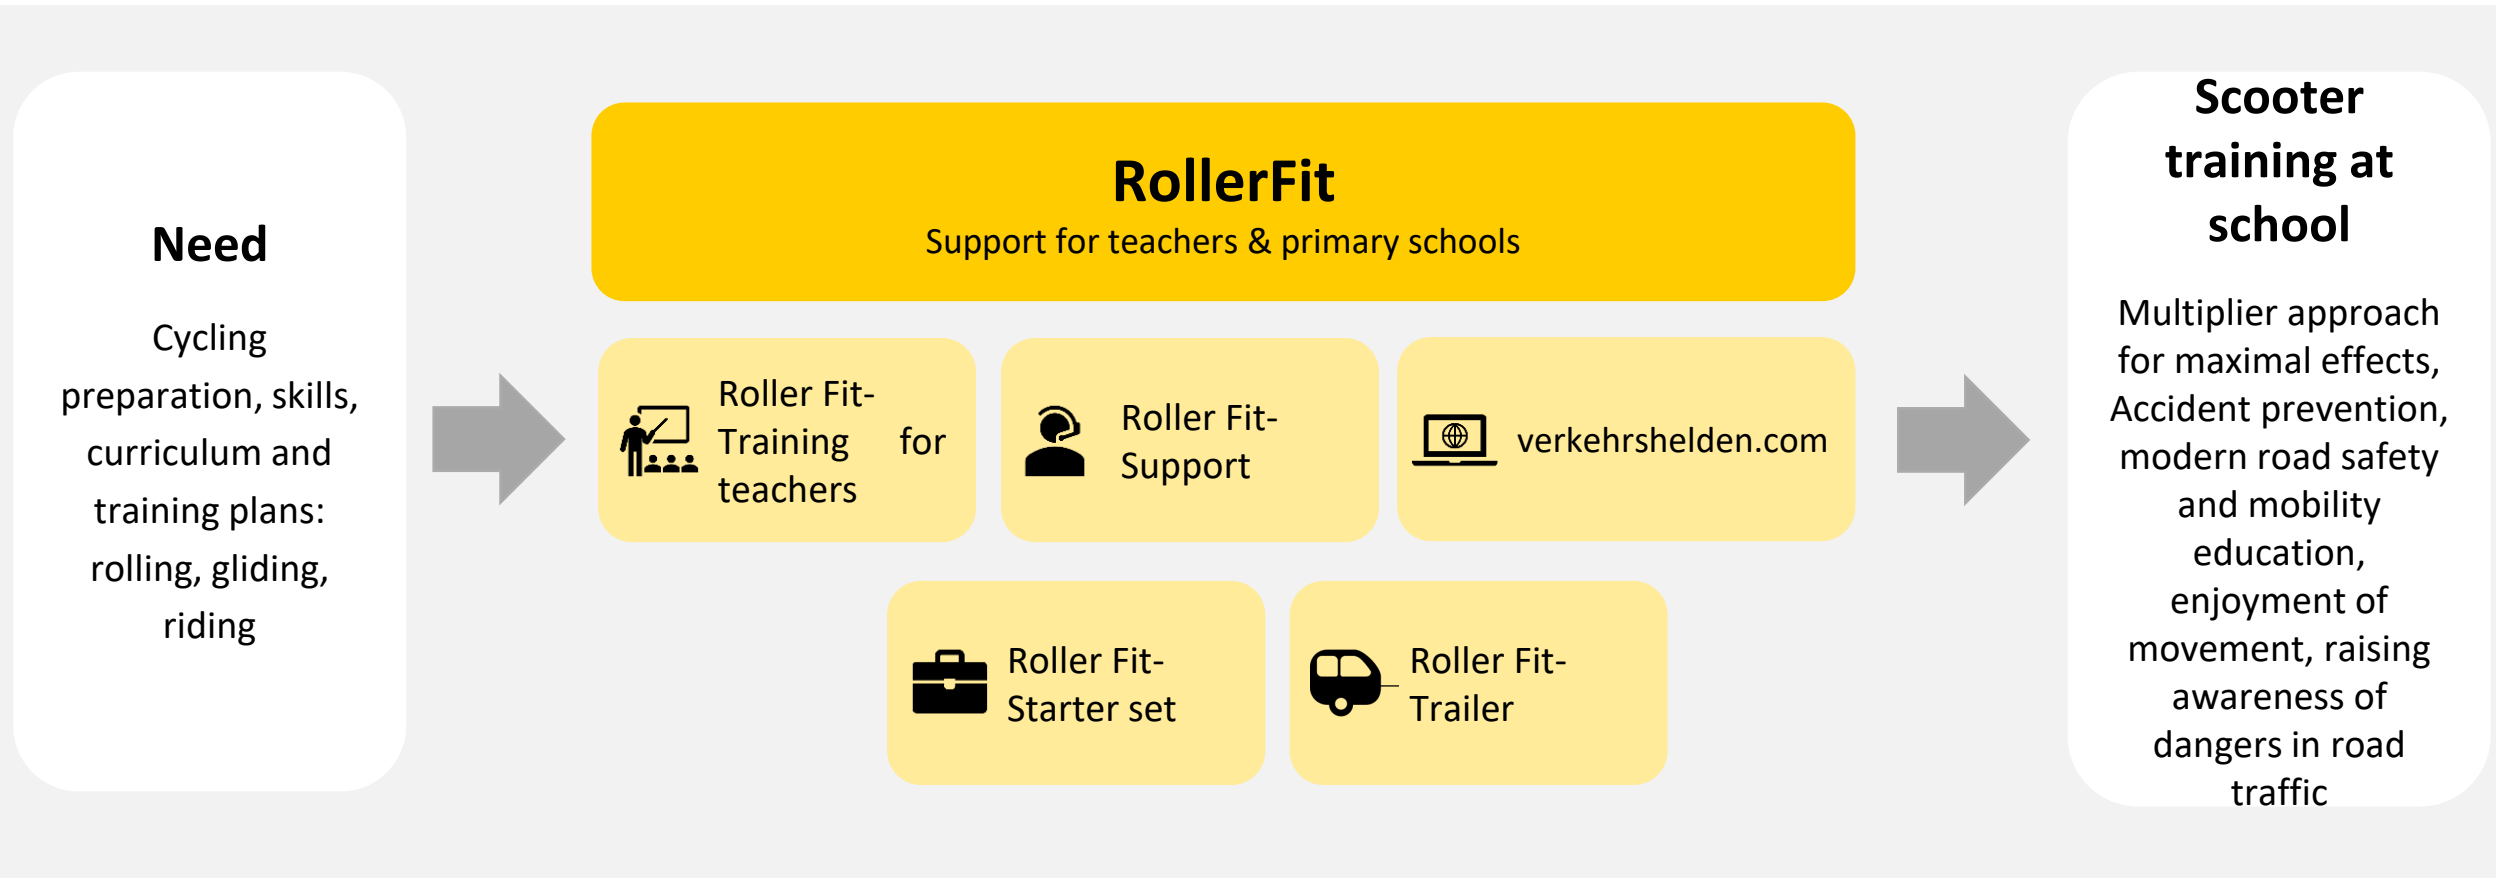 Need
Cycling
preparation, skills,
curriculum and
training plans:
rolling, gliding,
riding
RollerFit
Support for teachers & primary schools
Roller Fit-
Training for
teachers
Roller Fit-
Support
verkehrshelden.com
Roller Fit-
Starter set
Roller Fit-
Trailer
Scooter
training at
school
Multiplier approach
for maximal effects,
Accident prevention,
modern road safety
and mobility
education,
enjoyment of
movement, raising
awareness of
dangers in road
traffic